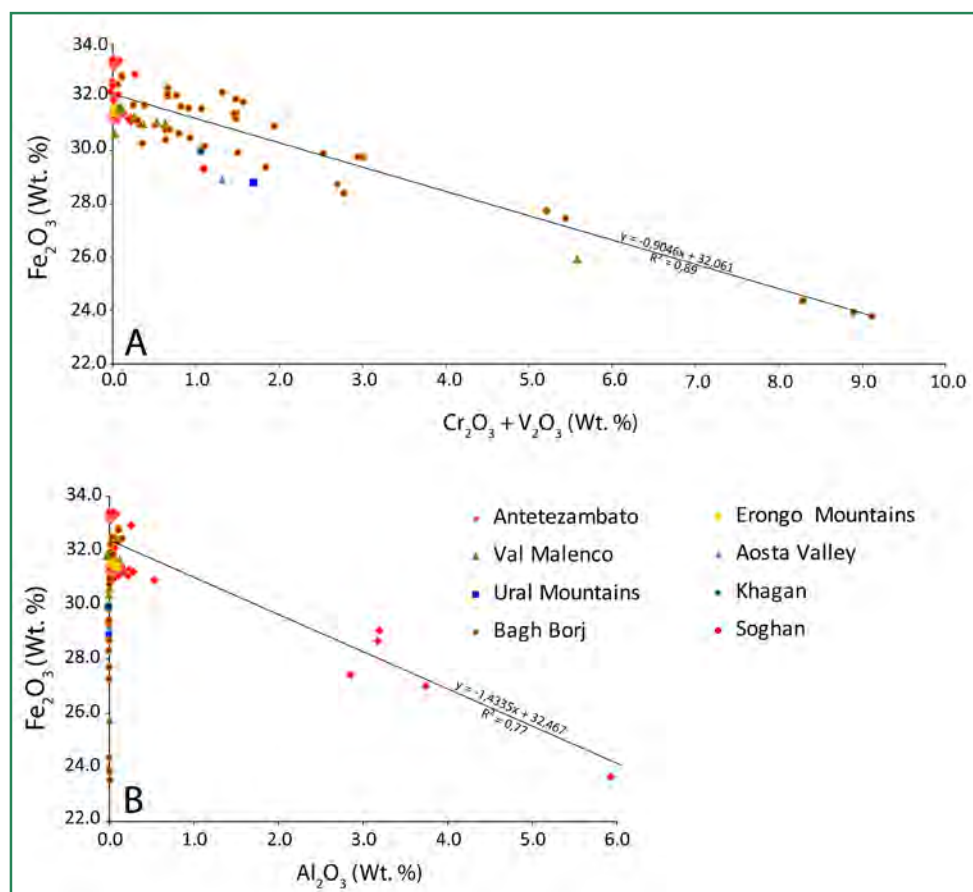 34.0
32.0
30.0
28.0
26.0
24.0
22.0
Fe₂O₃ (Wt. %)
y = -0,9046x + 32,061
R² = 0,89
A
0.0 1.0 2.0 3.0 4.0 5.0 6.0 7.0 8.0 9.0 10.0
Cr₂O₃ + V₂O₃ (Wt. %)
34.0
32.0
30.0
28.0
26.0
24.0
22.0
Fe₂O₃ (Wt. %)
Antetezambato
Val Malenco
Ural Mountains
Bagh Borj
Erongo Mountains
Aosta Valley
Khagan
Soghan
y = -1,4335x + 32,467
R² = 0,77
B
0.0 1.0 2.0 3.0 4.0 5.0 6.0
Al₂O₃ (Wt. %)